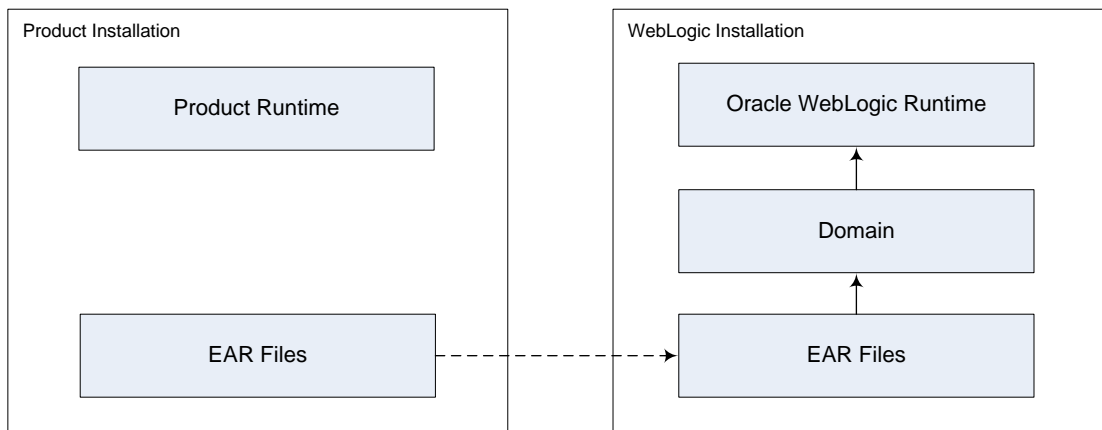 Product Installation
Product Runtime
EAR Files
WebLogic Installation
Oracle WebLogic Runtime
Domain
EAR Files